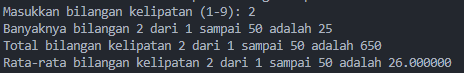 Masukkan bilangan kelipatan (1-9): 2
Banyaknya bilangan 2 dari 1 sampai 50 adalah 25
Total bilangan kelipatan 2 dari 1 sampai 50 adalah 650
Rata-rata bilangan kelipatan 2 dari 1 sampai 50 adalah 26.000000